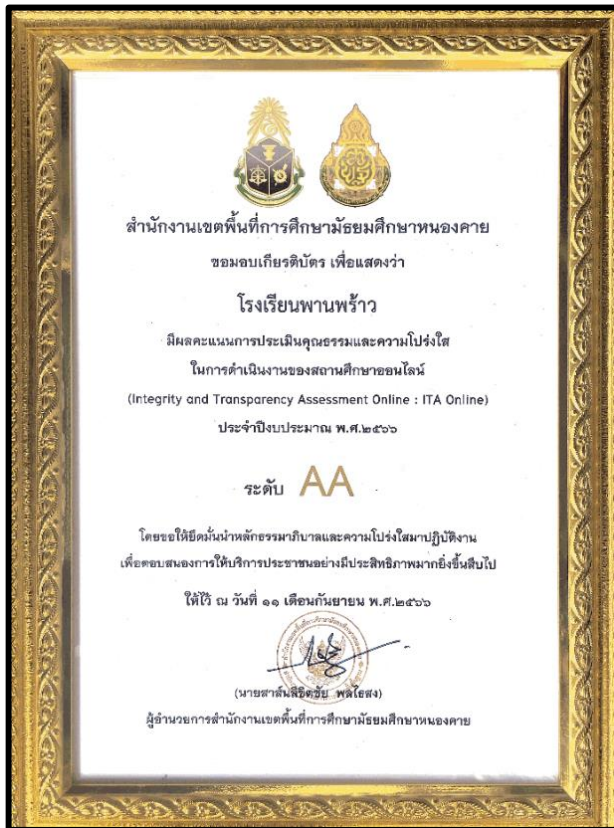 สำนักงานเขตพื้นที่การศึกษามัธยมศึกษาหนองคาย
ขอมอบเกียรติบัตร เพื่อแสดงว่า
โรงเรียนพานพร้าว
มีผลคะแนนการประเมินคุณธรรมและความโปร่งใส
ในการดำเนินงานของสถานศึกษาออนไลน์
(Integrity and Transparency Assessment Online : ITA Online)
ประจำปีงบประมาณ พ.ศ.๒๕๖๖
ระดับ AA
โดยขอให้ยึดมั่นนำหลักธรรมาภิบาลและความโปร่งใสมาปฏิบัติงาน
เพื่อตอบสนองการให้บริการประชาชนอย่างมีประสิทธิภาพมากยิ่งขึ้นสืบไป
ให้ไว้ ณ วันที่ ๑๑ เดือนกันยายน พ.ศ.๒๕๖๖
พลไธสง)
ผู้อำนวยการสำนักงานเขตพื้นที่การศึกษามัธยมศึกษาหนองคาย